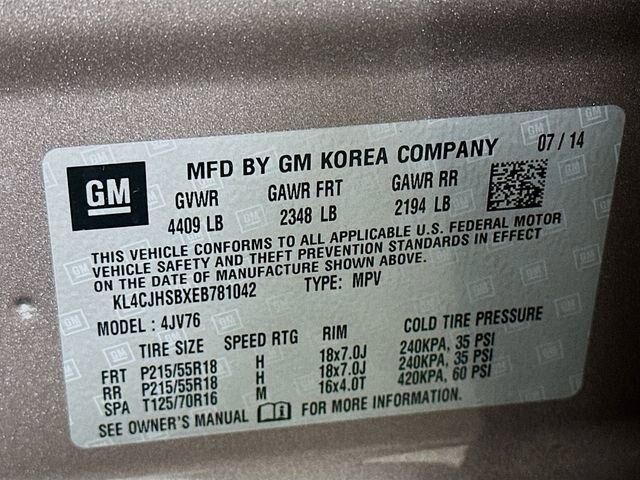 GM
MFD BY GM KOREA COMPANY 07/14
GVWR GAWR FRT GAWR RR
4409 LB 2348 LB 2194 LB
THIS VEHICLE CONFORMS TO ALL APPLICABLE U.S. FEDERAL MOTOR
VEHICLE SAFETY AND THEFT PREVENTION STANDARDS IN EFFECT
ON THE DATE OF MANUFACTURE SHOWN ABOVE.
KL4CJHSBXEB781042 TYPE: MPV
MODEL : 4JV76
TIRE SIZE SPEED RTG RIM COLD TIRE PRESSURE
FRT P215/55R18 H 18x7.0J 240KPA, 35 PSI
RR P215/55R18 H 18x7.0J 240KPA, 35 PSI
SPA T125/70R16 M 16x4.0T 420KPA, 60 PSI
SEE OWNER'S MANUAL FOR MORE INFORMATION.